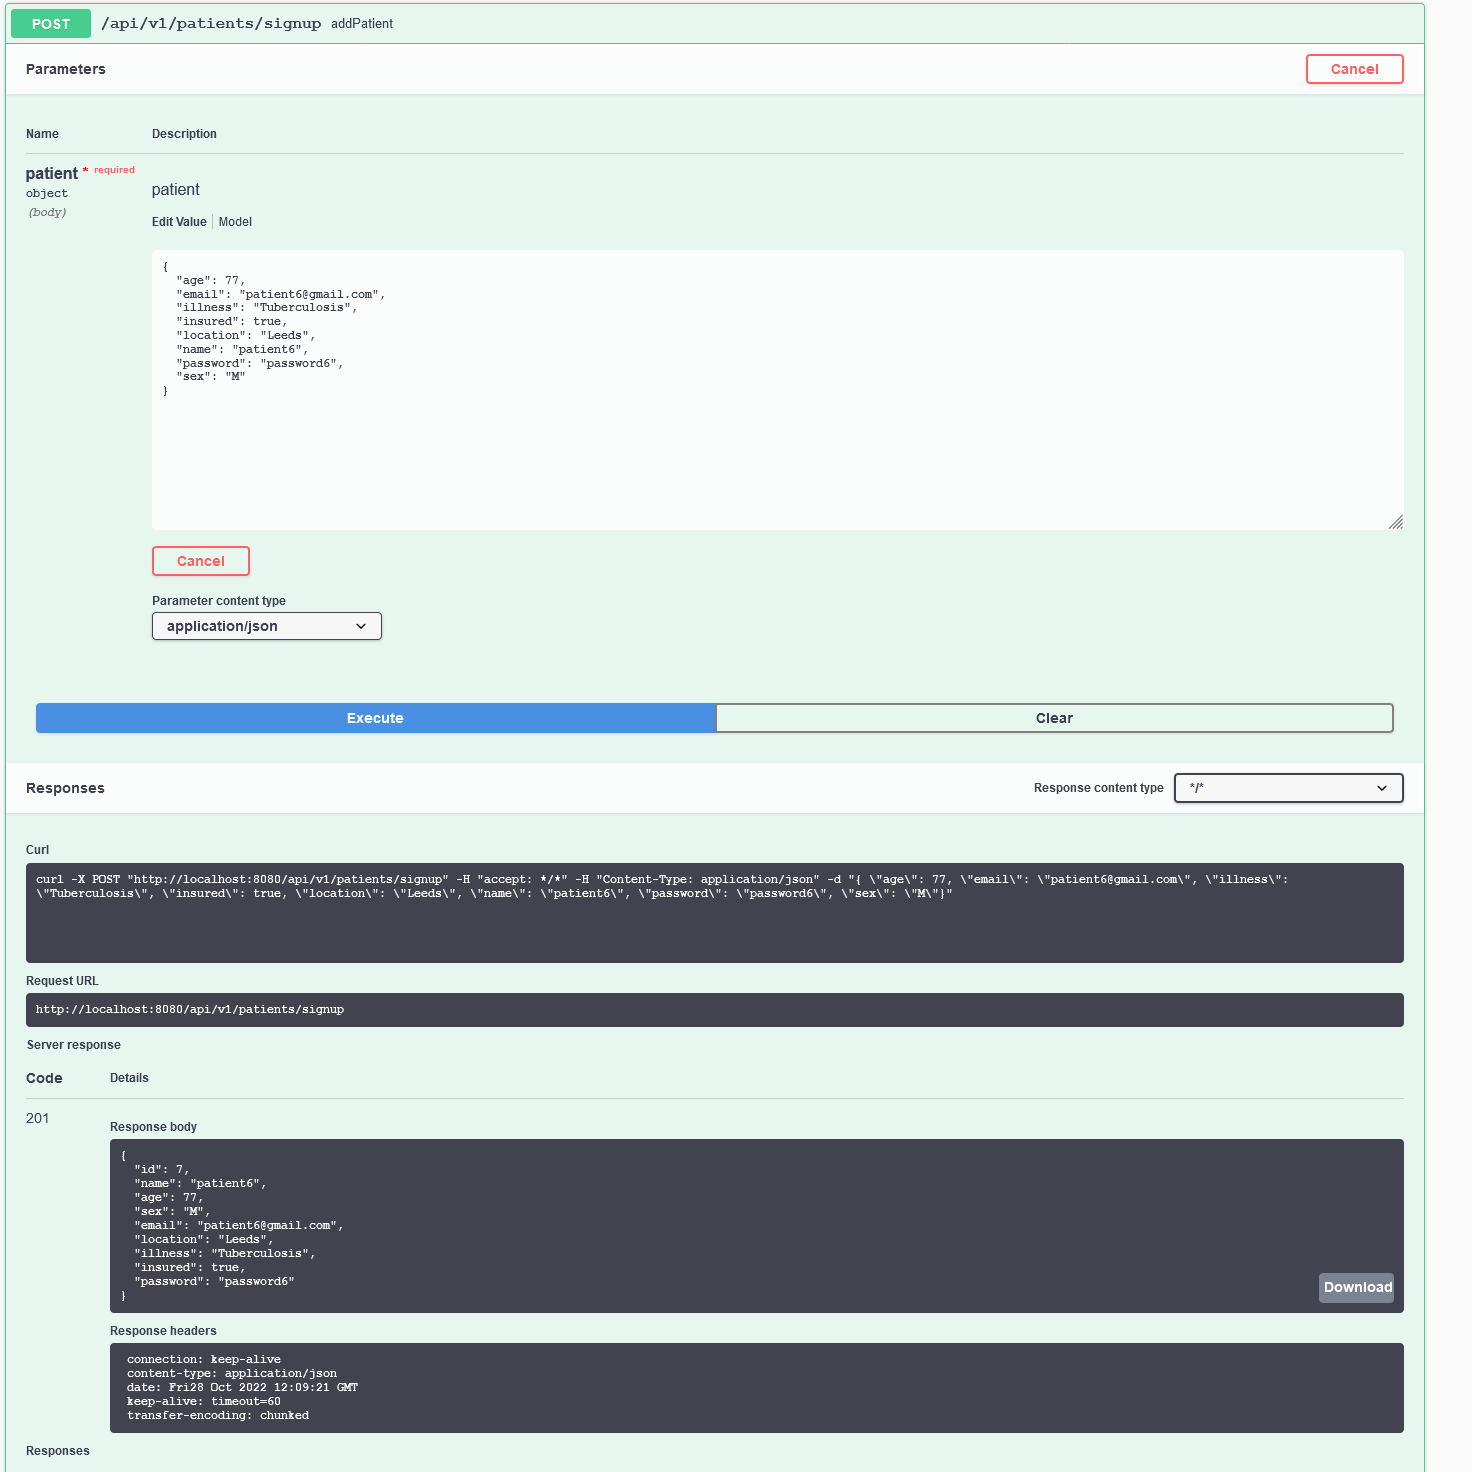 POST /api/v1/patients/signup addPatient
Parameters Cancel
Name Description
patient * required
object
(body)
patient
Edit Value Model
{
  "age": 77,
  "email": "patient6@gmail.com",
  "illness": "Tuberculosis",
  "insured": true,
  "location": "Leeds",
  "name": "patient6",
  "password": "password6",
  "sex": "M"
}
Cancel
Parameter content type
application/json
Execute Clear
Responses Response content type */*
Curl
curl -X POST "http://localhost:8080/api/v1/patients/signup" -H "accept: */*" -H "Content-Type: application/json" -d "{ \"age\": 77, \"email\": \"patient6@gmail.com\", \"illness\":
\"Tuberculosis\", \"insured\": true, \"location\": \"Leeds\", \"name\": \"patient6\", \"password\": \"password6\", \"sex\": \"M\"}"
Request URL
http://localhost:8080/api/v1/patients/signup
Server response
Code Details
201
Response body
{
  "id": 7,
  "name": "patient6",
  "age": 77,
  "sex": "M",
  "email": "patient6@gmail.com",
  "location": "Leeds",
  "illness": "Tuberculosis",
  "insured": true,
  "password": "password6"
}
Download
Response headers
connection: keep-alive
content-type: application/json
date: Fri28 Oct 2022 12:09:21 GMT
keep-alive: timeout=60
transfer-encoding: chunked
Responses